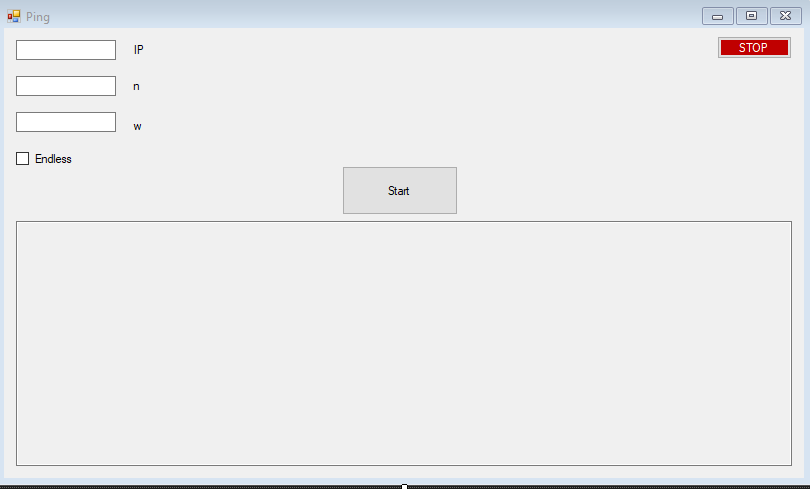 Ping
IP
STOP
n
w
Endless
Start